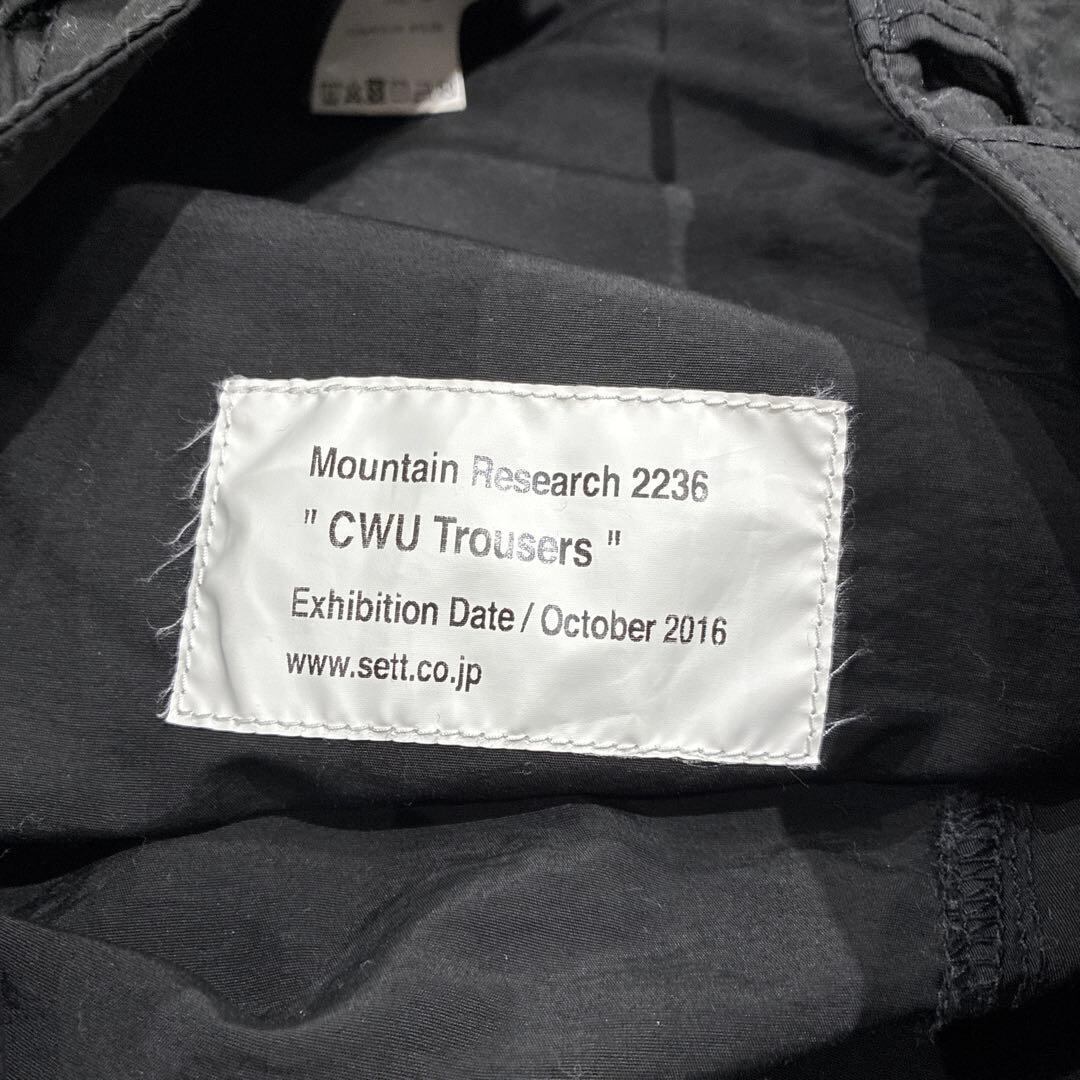 Mountain Research 2236
" CWU Trousers "
Exhibition Date / October 2016
www.sett.co.jp